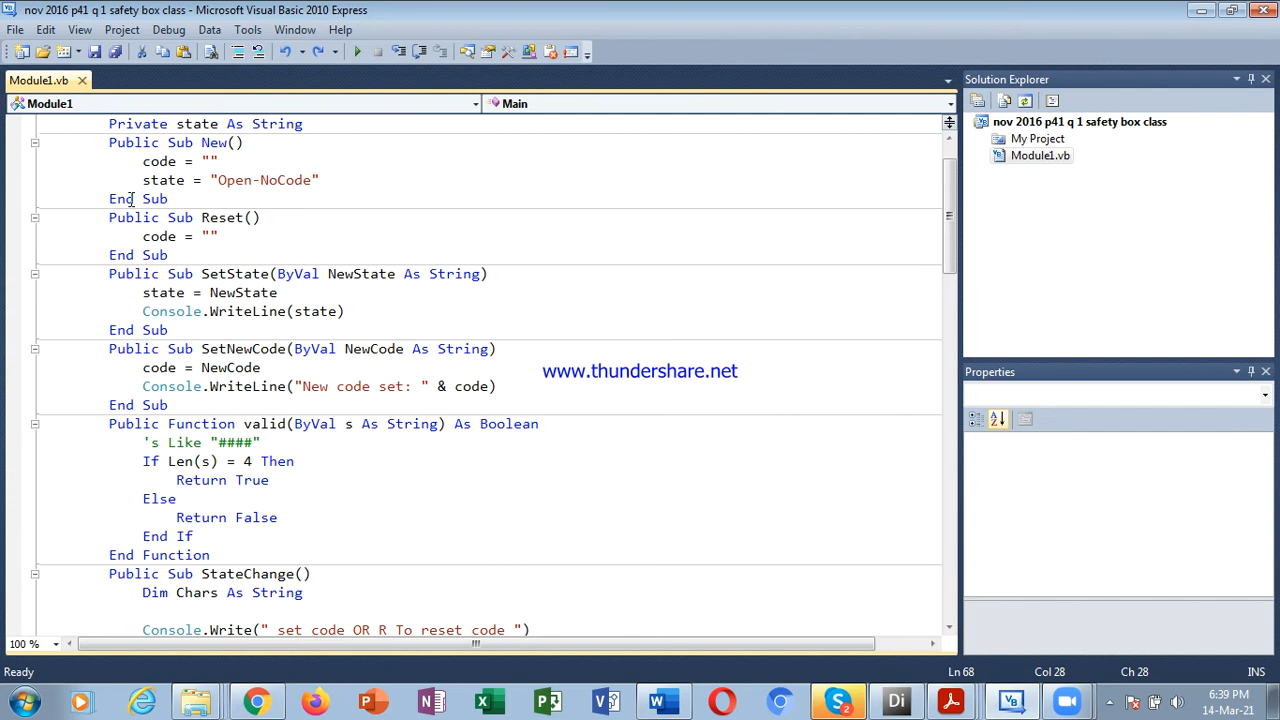 nov 2016 p41 q 1 safety box class - Microsoft Visual Basic 2010 Express
File Edit View Project Debug Data Tools Window Help
Module1.vb
Module1
Main
Private state As String
Public Sub New()
code = ""
state = "Open-NoCode"
End Sub
Public Sub Reset()
code = ""
End Sub
Public Sub SetState(ByVal NewState As String)
state = NewState
Console.WriteLine(state)
End Sub
Public Sub SetNewCode(ByVal NewCode As String)
code = NewCode
Console.WriteLine("New code set: " & code)
End Sub
Public Function valid(ByVal s As String) As Boolean
's Like "####"
If Len(s) = 4 Then
Return True
Else
Return False
End If
End Function
Public Sub StateChange()
Dim Chars As String
Console.Write(" set code OR R To reset code ")
www.thundershare.net
100 %
Solution Explorer
nov 2016 p41 q 1 safety box class
My Project
Module1.vb
Properties
Ready
Ln 68
Col 28
Ch 28
INS
Di
2
6:39 PM
14-Mar-21